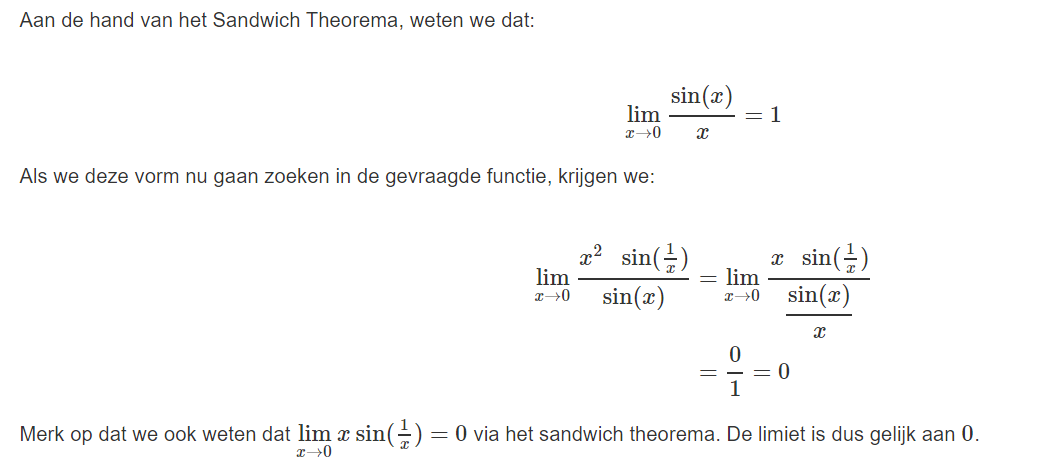 Aan de hand van het Sandwich Theorema, weten we dat:
\lim_{x \to 0} \frac{\sin(x)}{x} = 1
Als we deze vorm nu gaan zoeken in de gevraagde functie, krijgen we:
\lim_{x \to 0} \frac{x^2 \ \sin(\frac{1}{x})}{\sin(x)} = \lim_{x \to 0} \frac{x \ \sin(\frac{1}{x})}{\frac{\sin(x)}{x}}
= \frac{0}{1} = 0
Merk op dat we ook weten dat \lim_{x \to 0} x \sin(\frac{1}{x}) = 0 via het sandwich theorema. De limiet is dus gelijk aan 0.